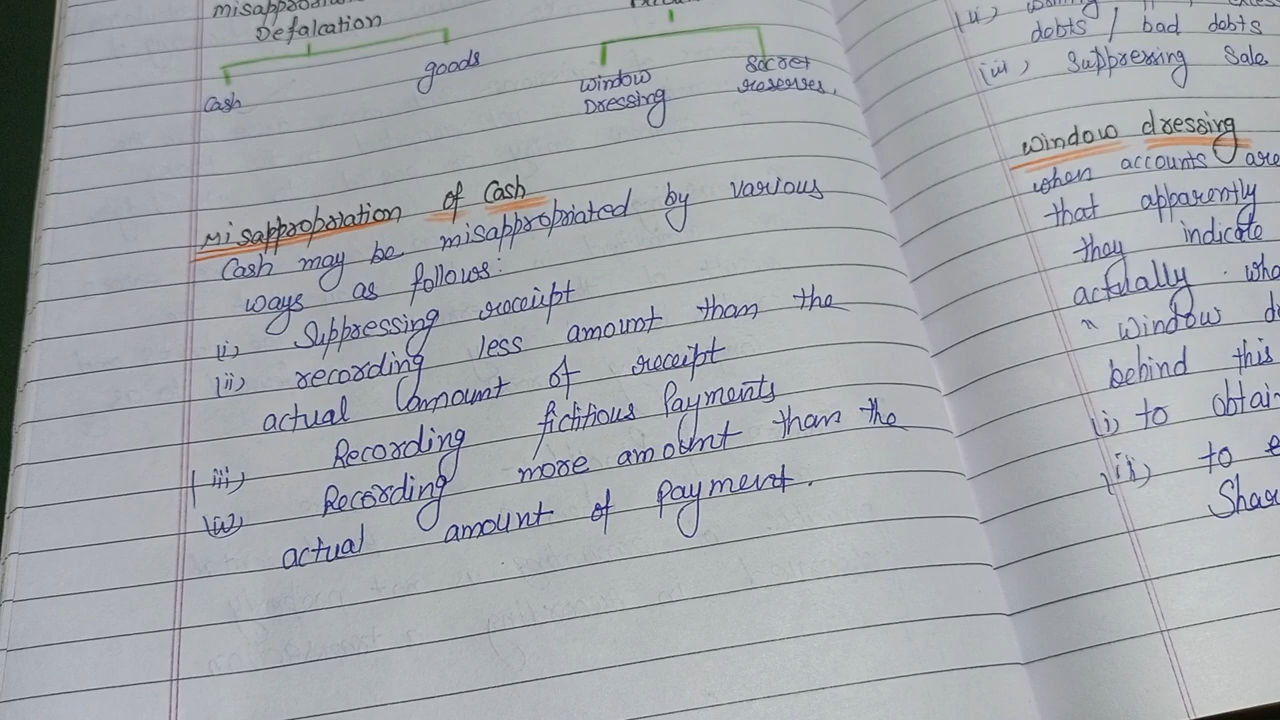 Defalcation
Cash
goods
window
Dressing
Secret
reserves.
Misappropriation of Cash
Cash may be misappropriated by various
ways as follows:
(i) Suppressing receipt
(ii) recording less amount than the
actual amount of receipt
(iii) Recording fictitious Payments
(iv) Recording more amount than the
actual amount of Payment.
debts / bad debts
(iii) Suppressing Sale
window dressing
when accounts are
that apparently
they indicate
actually
" Window
behind this
(i) to
(ii) to